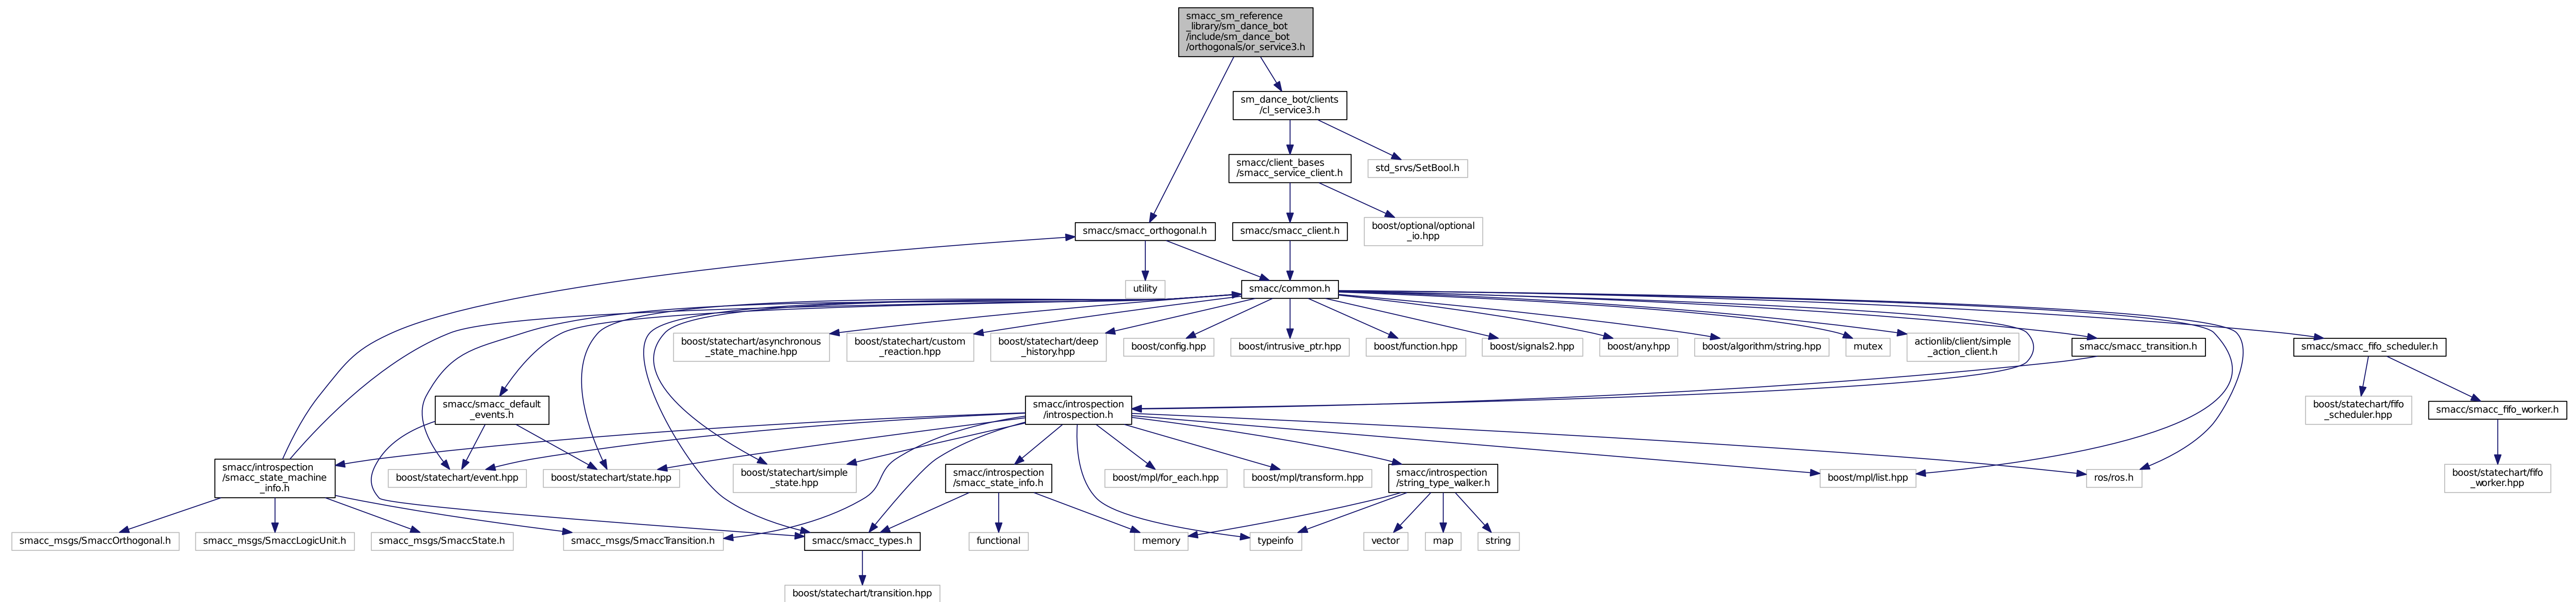 smacc_sm_reference
_library/sm_dance_bot
/include/sm_dance_bot
/orthogonals/or_service3.h
sm_dance_bot/clients
/cl_service3.h
smacc/client_bases
/smacc_service_client.h
std_srvs/SetBool.h
smacc/smacc_orthogonal.h
smacc/smacc_client.h
boost/optional/optional
_io.hpp
utility
smacc/common.h
boost/statechart/asynchronous
_state_machine.hpp
boost/statechart/custom
_reaction.hpp
boost/statechart/deep
_history.hpp
boost/config.hpp
boost/intrusive_ptr.hpp
boost/function.hpp
boost/signals2.hpp
boost/any.hpp
boost/algorithm/string.hpp
mutex
actionlib/client/simple
_action_client.h
smacc/smacc_transition.h
smacc/smacc_fifo_scheduler.h
smacc/smacc_default
_events.h
smacc/introspection
/introspection.h
boost/statechart/fifo
_scheduler.hpp
smacc/smacc_fifo_worker.h
smacc/introspection
/smacc_state_machine
_info.h
boost/statechart/event.hpp
boost/statechart/state.hpp
boost/statechart/simple
_state.hpp
smacc/introspection
/smacc_state_info.h
boost/mpl/for_each.hpp
boost/mpl/transform.hpp
smacc/introspection
/string_type_walker.h
boost/mpl/list.hpp
ros/ros.h
boost/statechart/fifo
_worker.hpp
smacc_msgs/SmaccOrthogonal.h
smacc_msgs/SmaccLogicUnit.h
smacc_msgs/SmaccState.h
smacc_msgs/SmaccTransition.h
smacc/smacc_types.h
functional
memory
typeinfo
vector
map
string
boost/statechart/transition.hpp